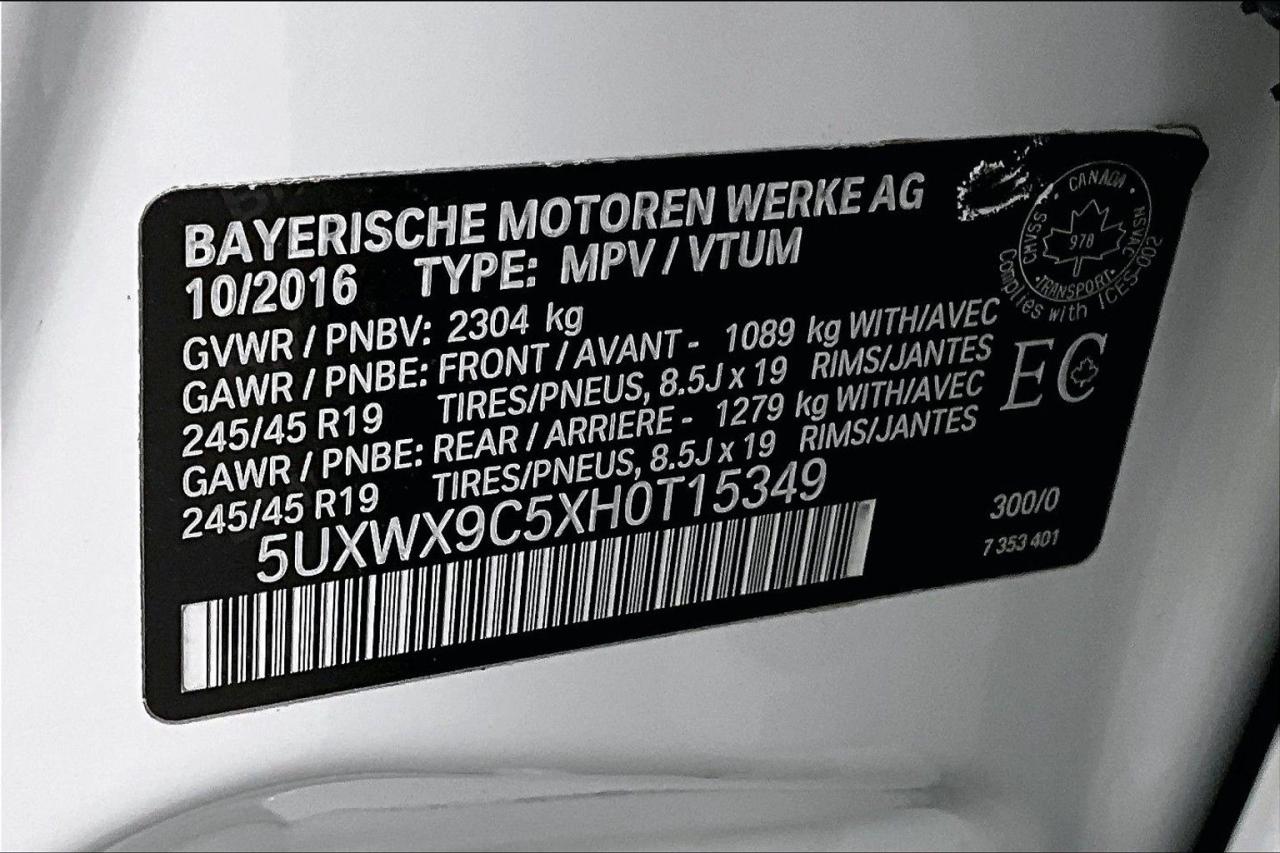 BAYERISCHE MOTOREN WERKE AG
10/2016 TYPE: MPV / VTUM
GVWR / PNBV: 2304 kg
GAWR / PNBE: FRONT / AVANT - 1089 kg WITH/AVEC
245/45 R19 TIRES/PNEUS, 8.5J x 19 RIMS/JANTES
GAWR / PNBE: REAR / ARRIERE - 1279 kg WITH/AVEC
245/45 R19 TIRES/PNEUS, 8.5J x 19 RIMS/JANTES
5UXWX9C5XH0T15349
CANADA
CMVSS NSVAC
970
TRANSPORT
Complies with ICES-002
EC
300/0
7 353 401